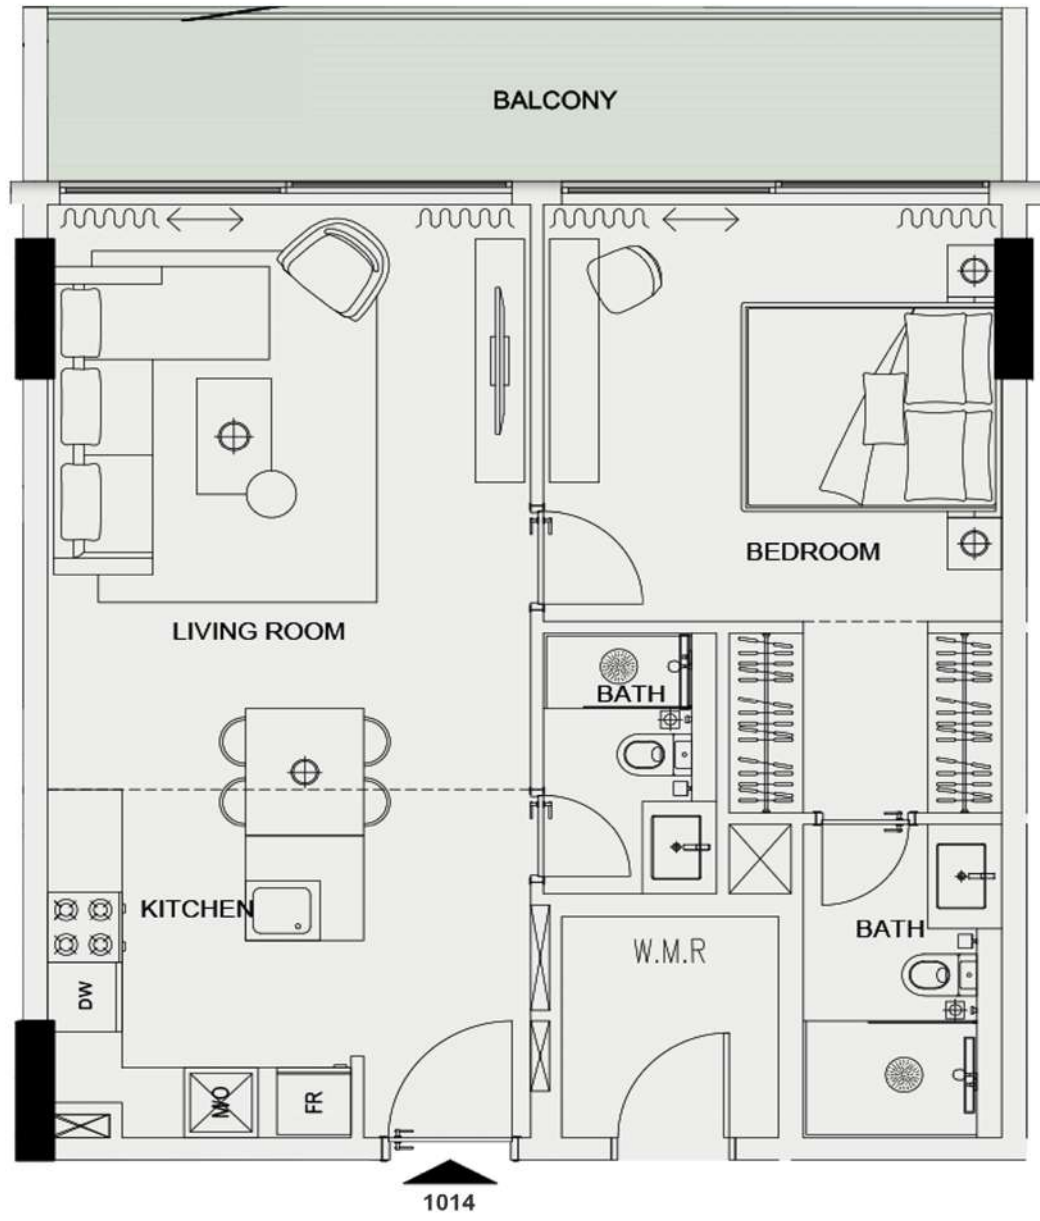 BALCONY
BEDROOM
LIVING ROOM
BATH
KITCHEN
BATH
W.M.R
DW
MO
FR
1014